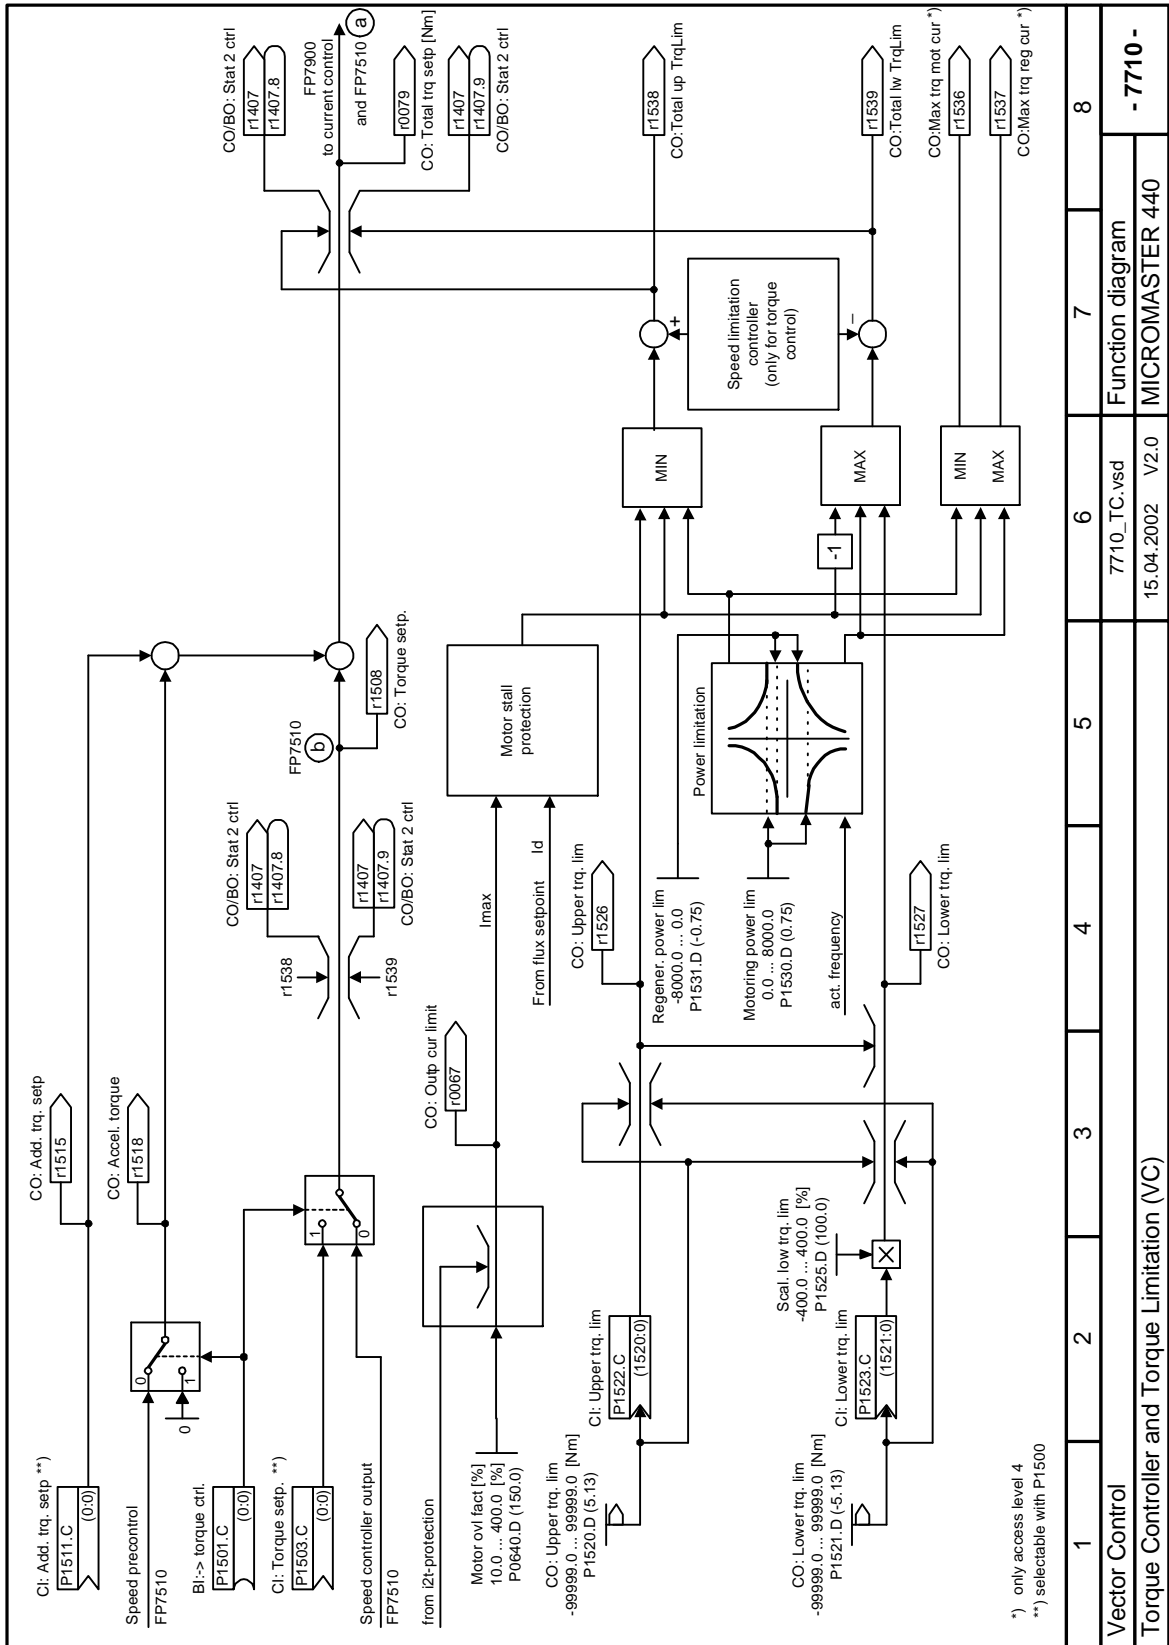 CI: Add. trq. setp **)
P1511.C
(0:0)
CO: Add. trq. setp
r1515
Speed precontrol
FP7510
0
1
0
CO: Accel. torque
r1518
BI:-> torque ctrl.
P1501.C
(0:0)
CI: Torque setp. **)
P1503.C
(0:0)
Speed controller output
FP7510
1
0
r1538
r1539
CO/BO: Stat 2 ctrl
r1407
r1407.8
r1407
r1407.9
CO/BO: Stat 2 ctrl
FP7510
b
r1508
CO: Torque setp.
CO/BO: Stat 2 ctrl
r1407
r1407.8
FP7900
to current control
a
and FP7510
r0079
CO: Total trq setp [Nm]
r1407
r1407.9
CO/BO: Stat 2 ctrl
from i2t-protection
Motor ovl fact [%]
10.0 ... 400.0 [%]
P0640.D (150.0)
CO: Outp cur limit
r0067
Imax
From flux setpoint
Id
Motor stall
protection
CO: Upper trq. lim
-99999.0 ... 99999.0 [Nm]
P1520.D (5.13)
CI: Upper trq. lim
P1522.C
(1520:0)
CO: Upper trq. lim
r1526
Regener. power lim
-8000.0 ... 0.0
P1531.D (-0.75)
Motoring power lim
0.0 ... 8000.0
P1530.D (0.75)
act. frequency
Power limitation
MIN
+
r1538
CO:Total up TrqLim
Speed limitation
controller
(only for torque
control)
CO: Lower trq. lim
-99999.0 ... 99999.0 [Nm]
P1521.D (-5.13)
CI: Lower trq. lim
P1523.C
(1521:0)
Scal. low trq. lim
-400.0 ... 400.0 [%]
P1525.D (100.0)
X
r1527
CO: Lower trq. lim
-1
MAX
–
r1539
CO:Total lw TrqLim
MIN
MAX
CO:Max trq mot cur *)
r1536
r1537
CO:Max trq reg cur *)
*) only access level 4
**) selectable with P1500
1 2 3 4 5 6 7 8
Vector Control
7710_TC.vsd
Function diagram
- 7710 -
Torque Controller and Torque Limitation (VC)
15.04.2002 V2.0
MICROMASTER 440